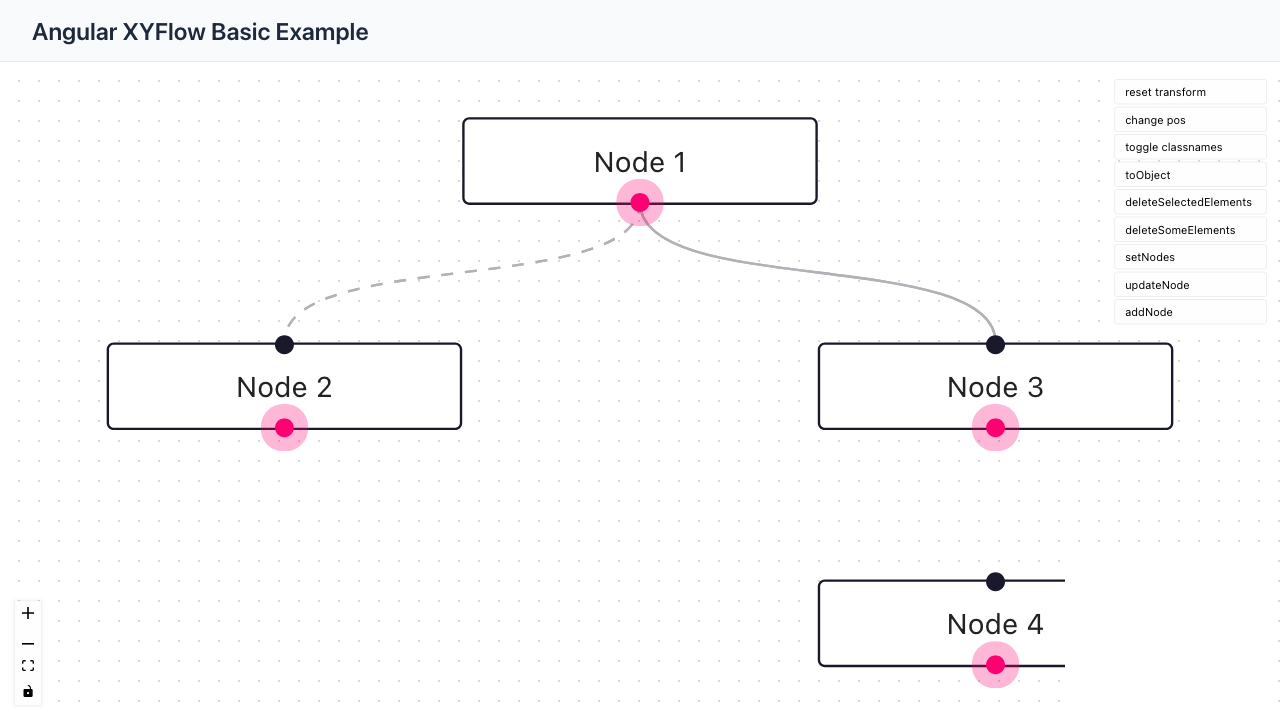 Angular XYFlow Basic Example
reset transform
change pos
toggle classnames
toObject
deleteSelectedElements
deleteSomeElements
setNodes
updateNode
addNode
Node 1
Node 2
Node 3
Node 4